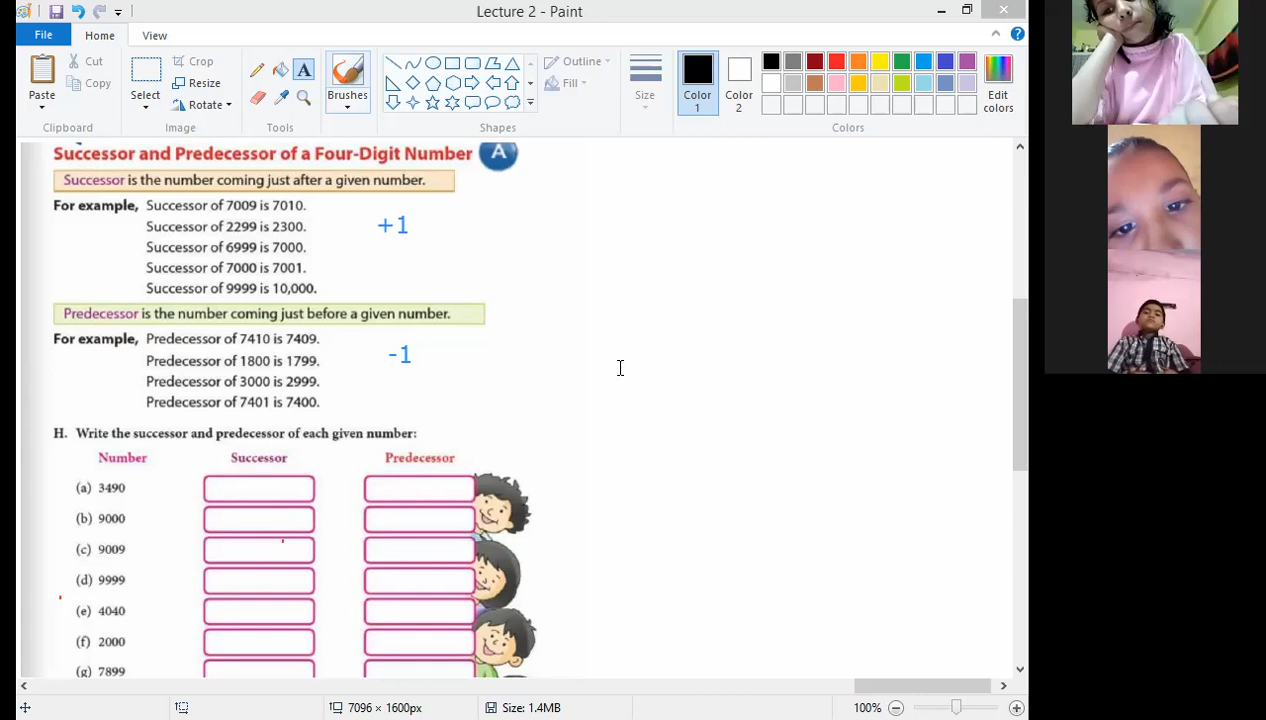 Lecture 2 - Paint
File Home View
Paste
Cut
Copy
Clipboard
Select
Crop
Resize
Rotate
Image
A
Tools
Brushes
Outline
Fill
Shapes
Size
Color 1
Color 2
Edit colors
Colors
Successor and Predecessor of a Four-Digit Number A
Successor is the number coming just after a given number.
For example, Successor of 7009 is 7010.
Successor of 2299 is 2300. +1
Successor of 6999 is 7000.
Successor of 7000 is 7001.
Successor of 9999 is 10,000.
Predecessor is the number coming just before a given number.
For example, Predecessor of 7410 is 7409.
Predecessor of 1800 is 1799. -1
Predecessor of 3000 is 2999.
Predecessor of 7401 is 7400.
H. Write the successor and predecessor of each given number:
Number Successor Predecessor
(a) 3490
(b) 9000
(c) 9009
(d) 9999
(e) 4040
(f) 2000
(g) 7899
7096 × 1600px Size: 1.4MB 100%